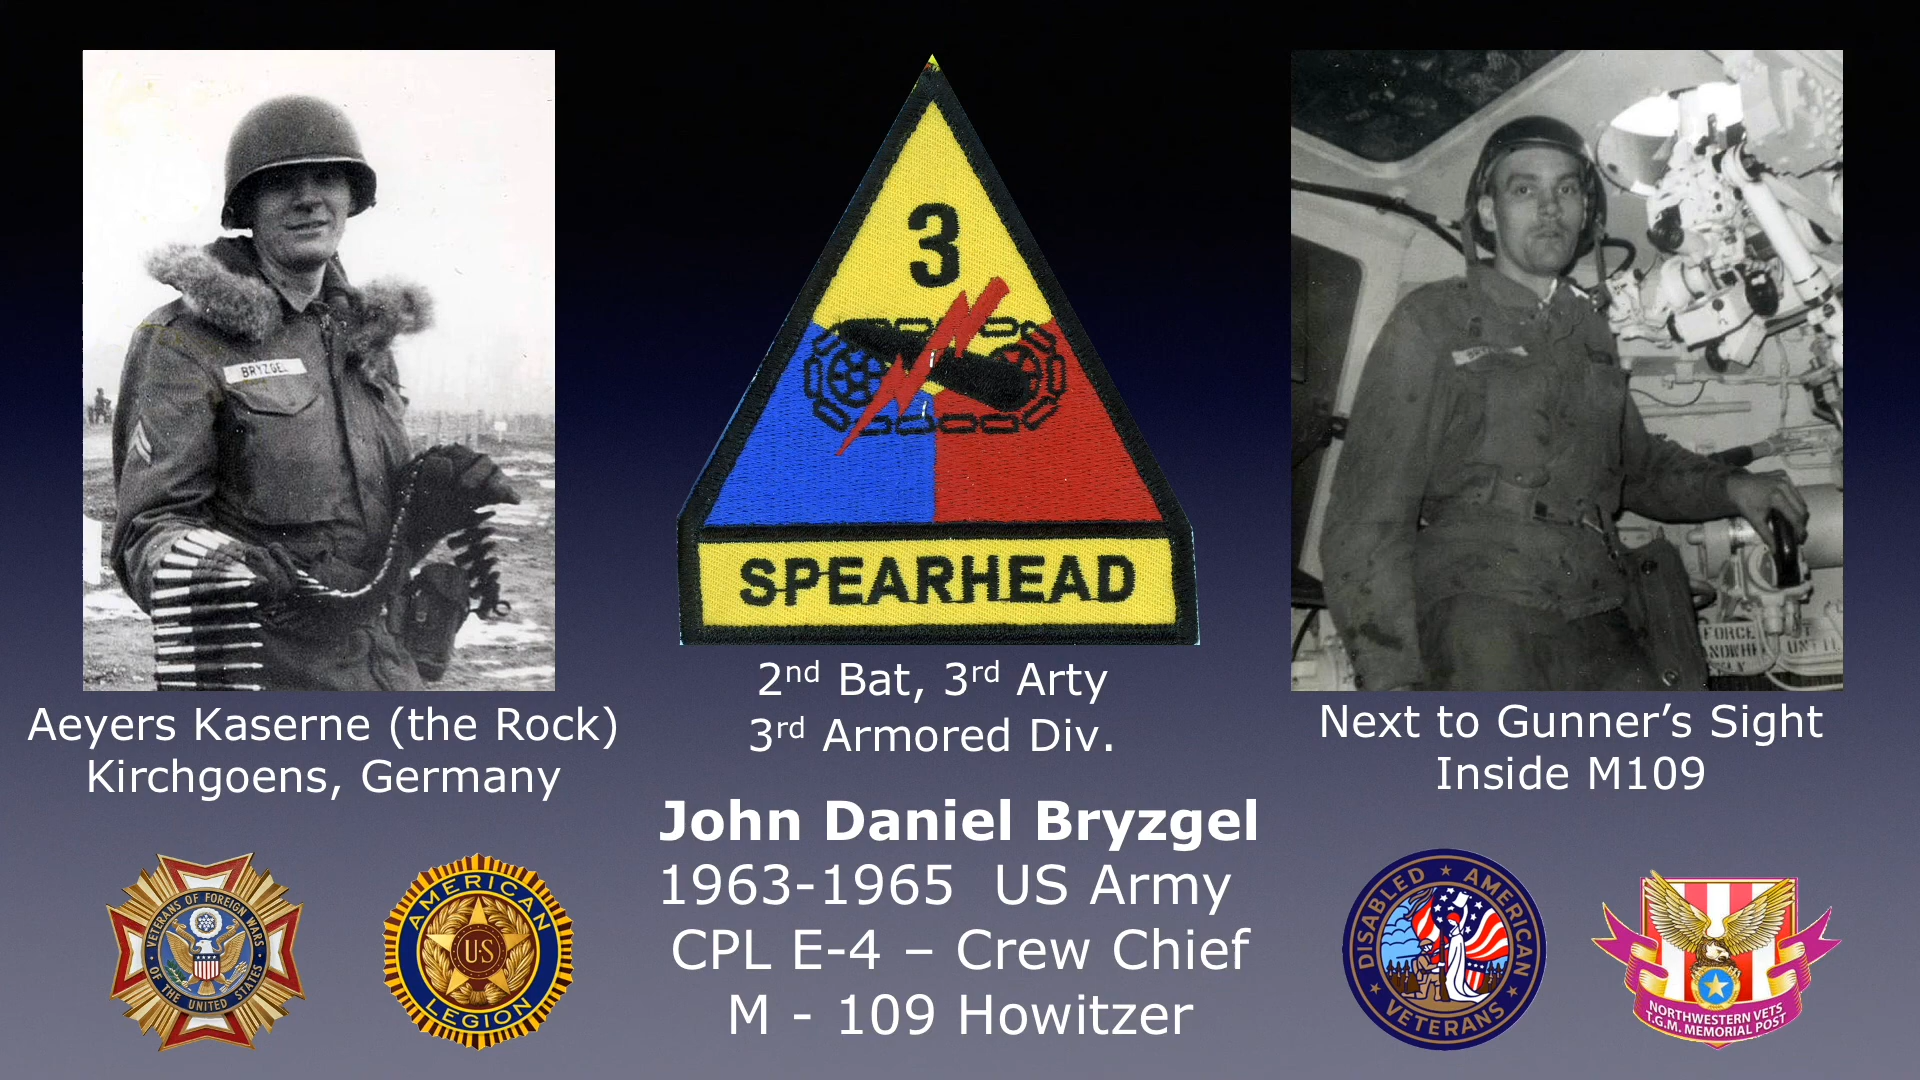 BRYZGEL
3
SPEARHEAD
FORCE
UNTIL
2nd Bat, 3rd Arty
3rd Armored Div.
Aeyers Kaserne (the Rock)
Kirchgoens, Germany
Next to Gunner’s Sight
Inside M109
John Daniel Bryzgel
1963-1965 US Army
CPL E-4 – Crew Chief
M - 109 Howitzer
VETERANS OF FOREIGN WARS
OF THE UNITED STATES
AMERICAN
U·S
LEGION
DISABLED ★ AMERICAN
★ VETERANS ★
NORTHWESTERN VETS
T.G.M. MEMORIAL POST